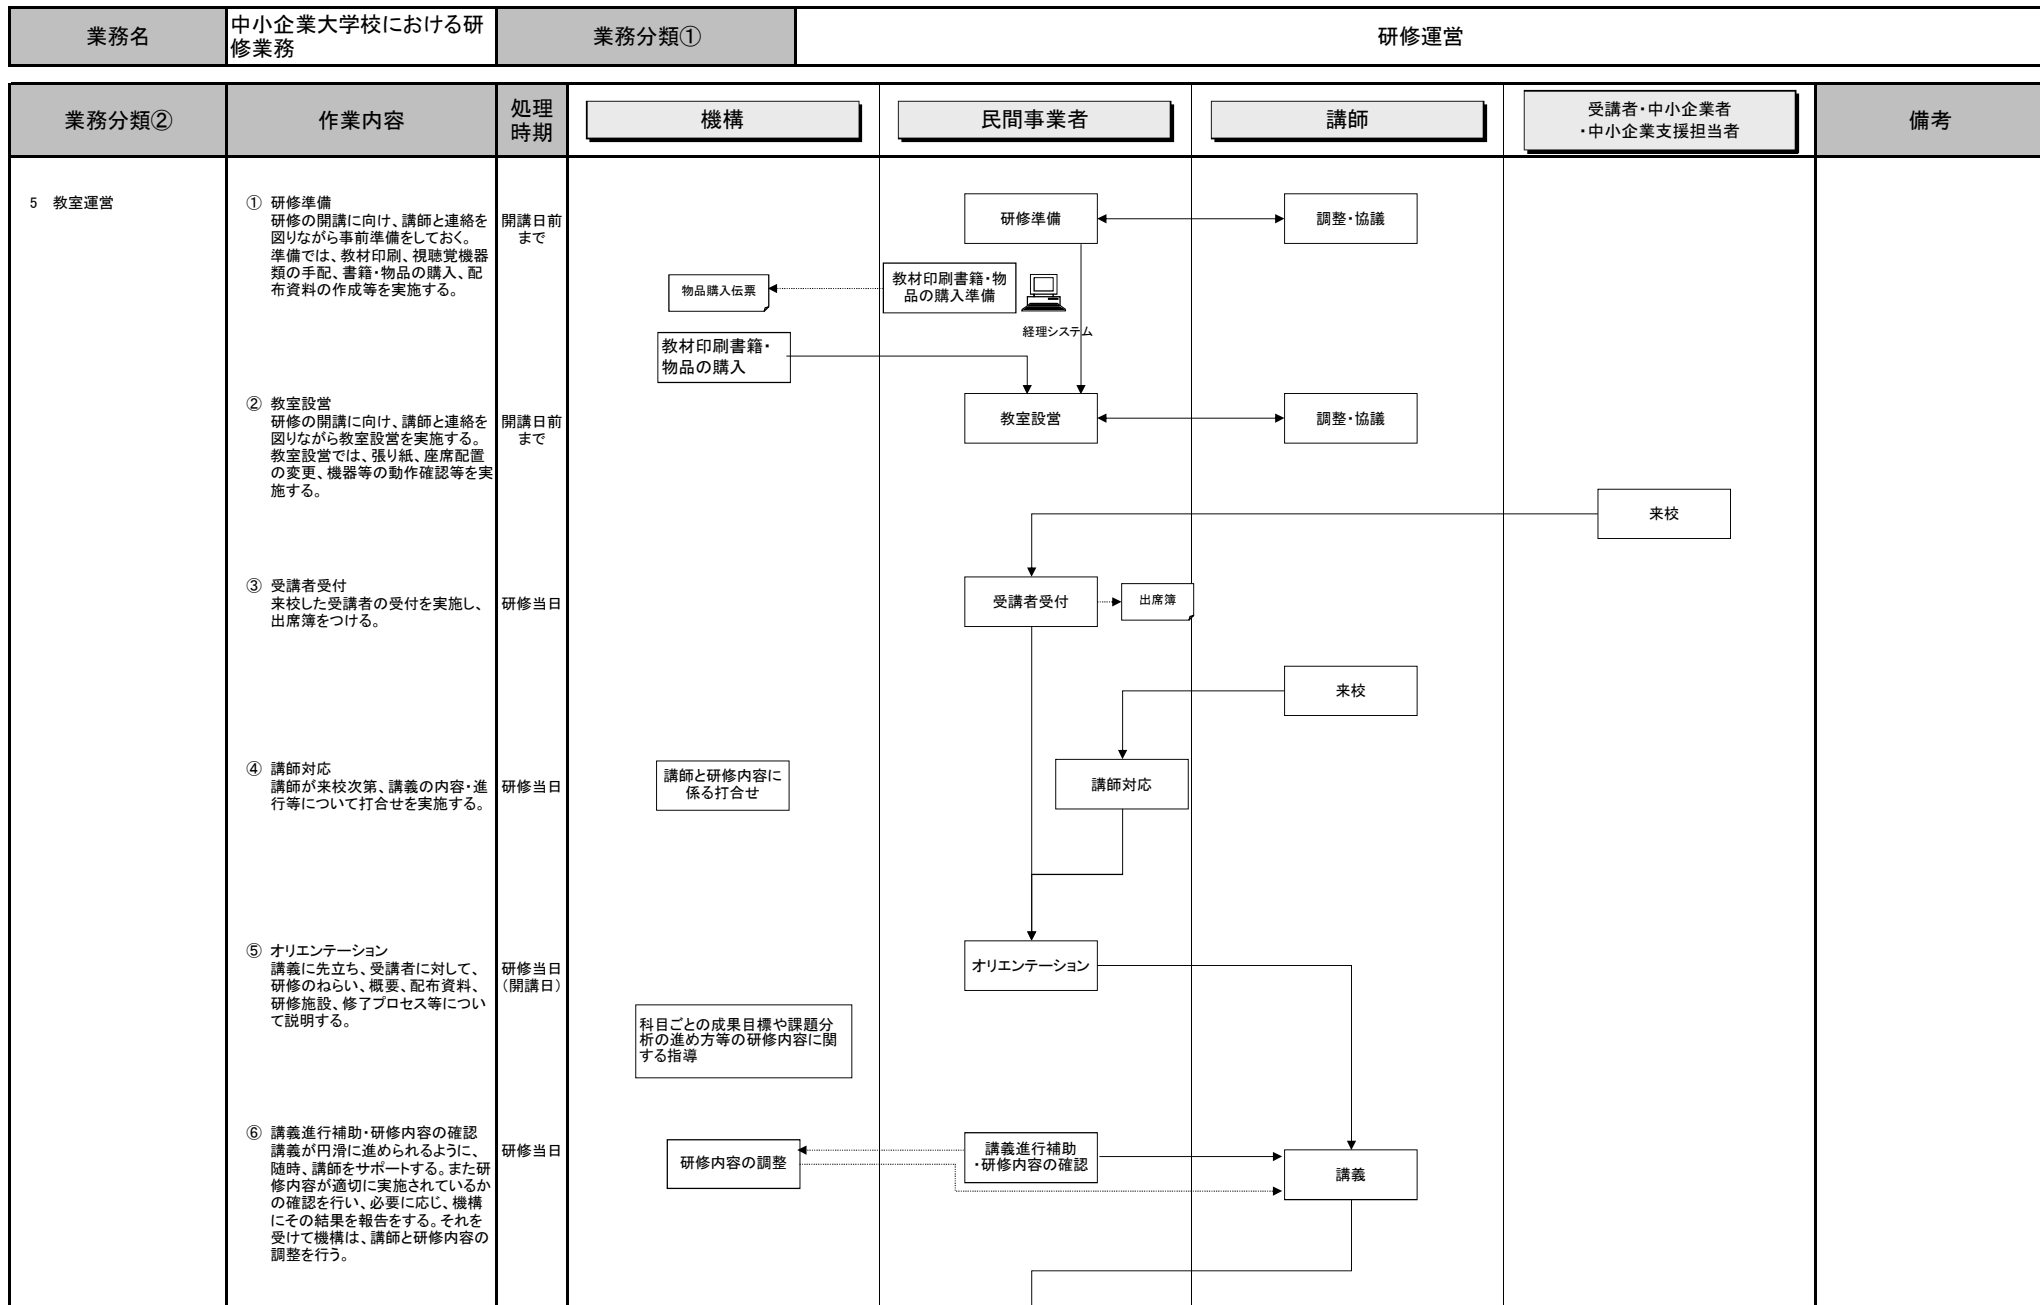 業務名
中小企業大学校における研
修業務
業務分類①
研修運営
業務分類②
作業内容
処理
時期
機構
民間事業者
講師
受講者・中小企業者
・中小企業支援担当者
備考
5 教室運営
① 研修準備
研修の開講に向け、講師と連絡を
図りながら事前準備をしておく。
準備では、教材印刷、視聴覚機器
類の手配、書籍・物品の購入、配
布資料の作成等を実施する。
開講日前
まで
研修準備
調整・協議
物品購入伝票
教材印刷書籍・物
品の購入準備
経理システム
教材印刷書籍・
物品の購入
② 教室設営
研修の開講に向け、講師と連絡を
図りながら教室設営を実施する。
教室設営では、張り紙、座席配置
の変更、機器等の動作確認等を実
施する。
開講日前
まで
教室設営
調整・協議
来校
③ 受講者受付
来校した受講者の受付を実施し、
出席簿をつける。
研修当日
受講者受付
出席簿
来校
④ 講師対応
講師が来校次第、講義の内容・進
行等について打合せを実施する。
研修当日
講師と研修内容に
係る打合せ
講師対応
⑤ オリエンテーション
講義に先立ち、受講者に対して、
研修のねらい、概要、配布資料、
研修施設、修了プロセス等につい
て説明する。
研修当日
(開講日)
オリエンテーション
科目ごとの成果目標や課題分
析の進め方等の研修内容に関
する指導
⑥ 講義進行補助・研修内容の確認
講義が円滑に進められるように、
随時、講師をサポートする。また研
修内容が適切に実施されているか
の確認を行い、必要に応じ、機構
にその結果を報告をする。それを
受けて機構は、講師と研修内容の
調整を行う。
研修当日
研修内容の調整
講義進行補助
・研修内容の確認
講義